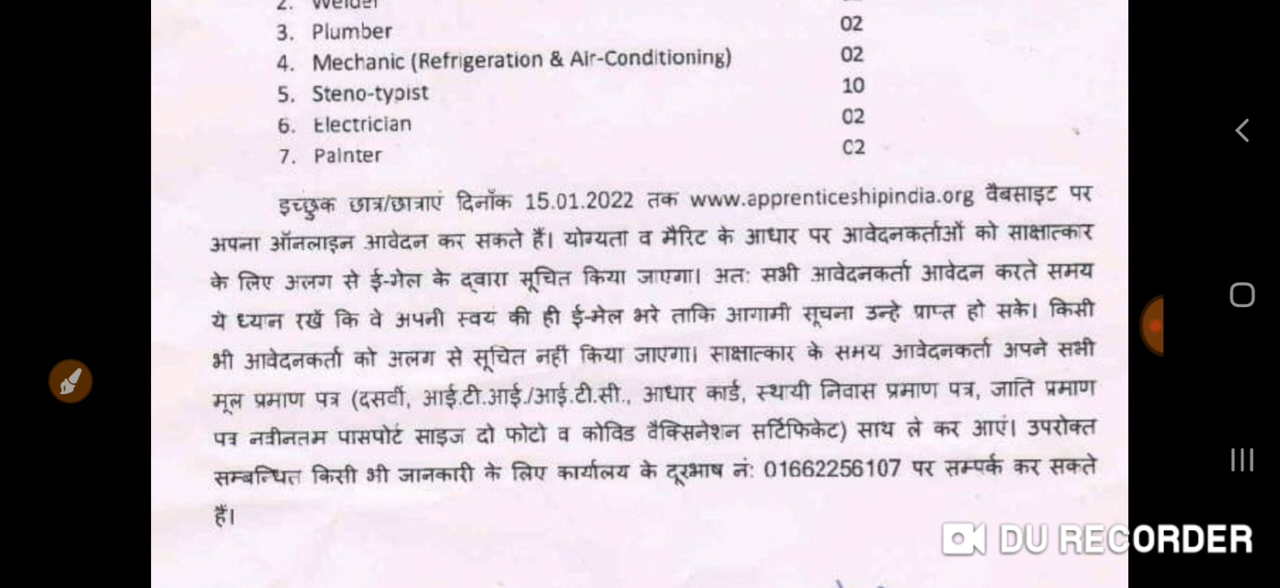 2. Welder
3. Plumber 02
4. Mechanic (Refrigeration & Air-Conditioning) 02
5. Steno-typist 10
6. Electrician 02
7. Painter 02
इच्छुक छात्र/छात्राएं दिनाँक 15.01.2022 तक www.apprenticeshipindia.org वैबसाइट पर
अपना ऑनलाइन आवेदन कर सकते हैं। योग्यता व मैरिट के आधार पर आवेदनकर्ताओं को साक्षात्कार
के लिए अलग से ई-मेल के द्वारा सूचित किया जाएगा। अतः सभी आवेदनकर्ता आवेदन करते समय
ये ध्यान रखें कि वे अपनी स्वयं की ही ई-मेल भरे ताकि आगामी सूचना उन्हे प्राप्त हो सके। किसी
भी आवेदनकर्ता को अलग से सूचित नहीं किया जाएगा। साक्षात्कार के समय आवेदनकर्ता अपने सभी
मूल प्रमाण पत्र (दसवीं, आई.टी.आई./आई.टी.सी., आधार कार्ड, स्थायी निवास प्रमाण पत्र, जाति प्रमाण
पत्र नवीनतम पासपोर्ट साइज दो फोटो व कोविड वैक्सिनेशन सर्टिफिकेट) साथ ले कर आएं। उपरोक्त
सम्बन्धित किसी भी जानकारी के लिए कार्यालय के दूरभाष नं: 01662256107 पर सम्पर्क कर सकते
हैं।
DU RECORDER